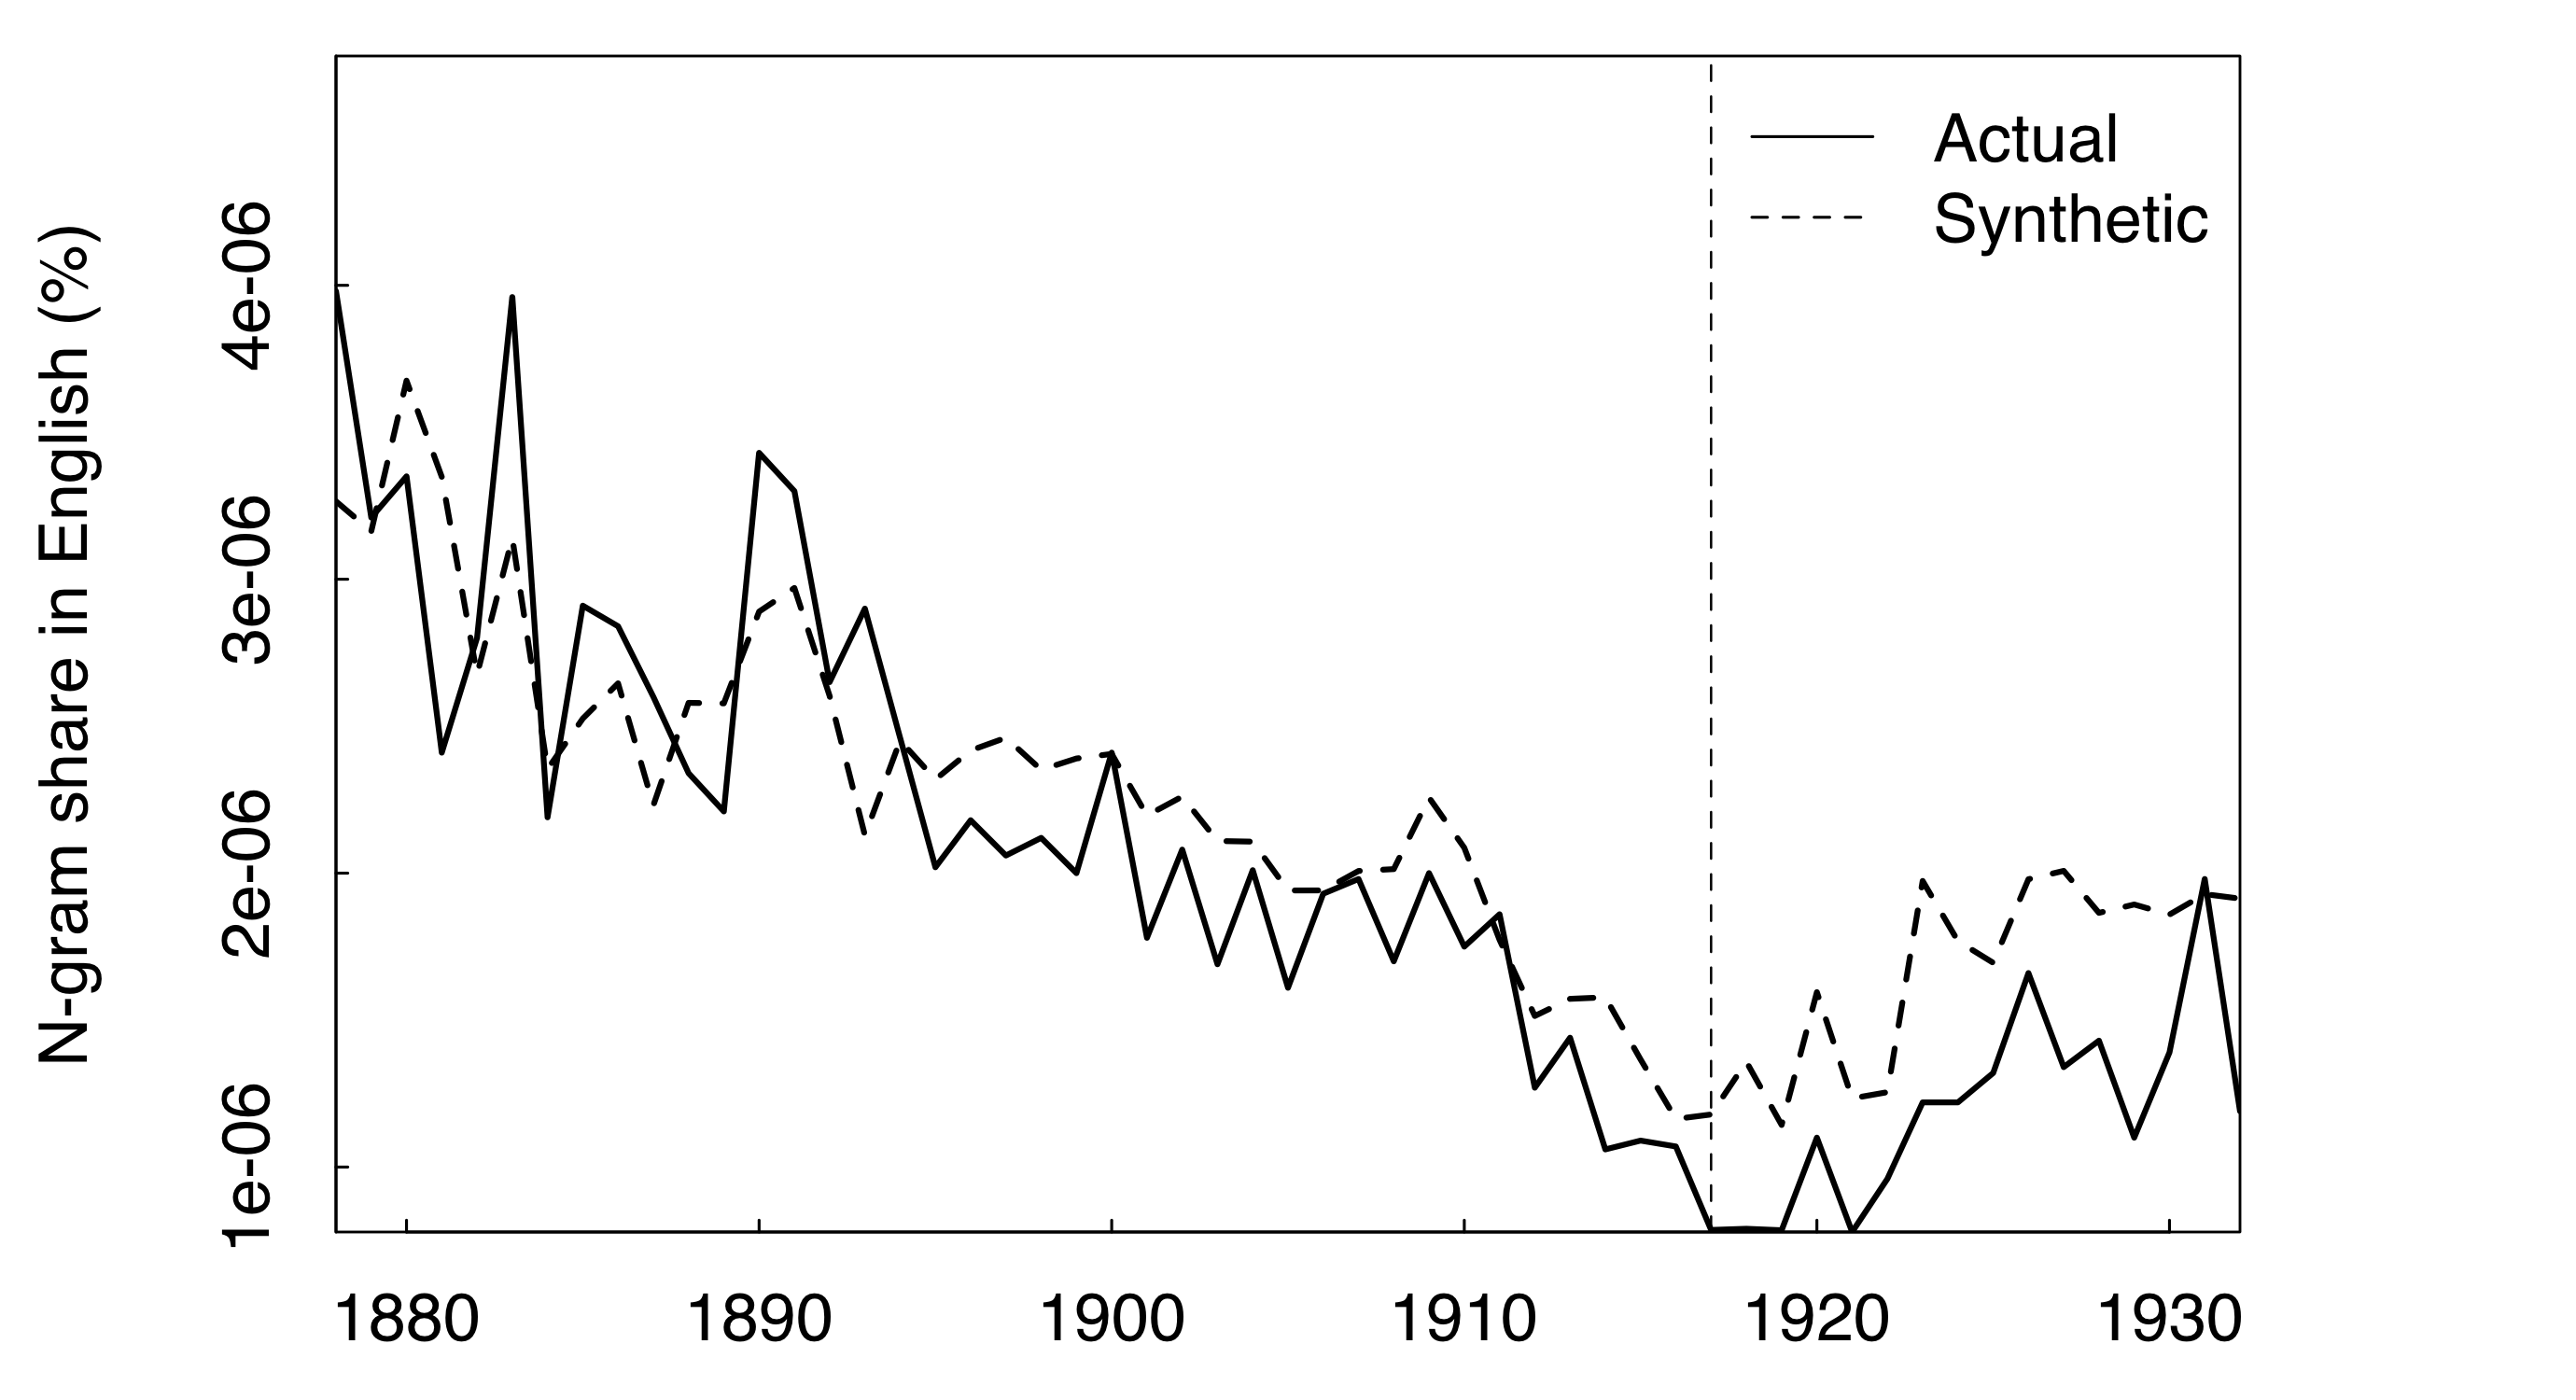 Actual
Synthetic
N-gram share in English (%)
4e-06
3e-06
2e-06
1e-06
1880 1890 1900 1910 1920 1930